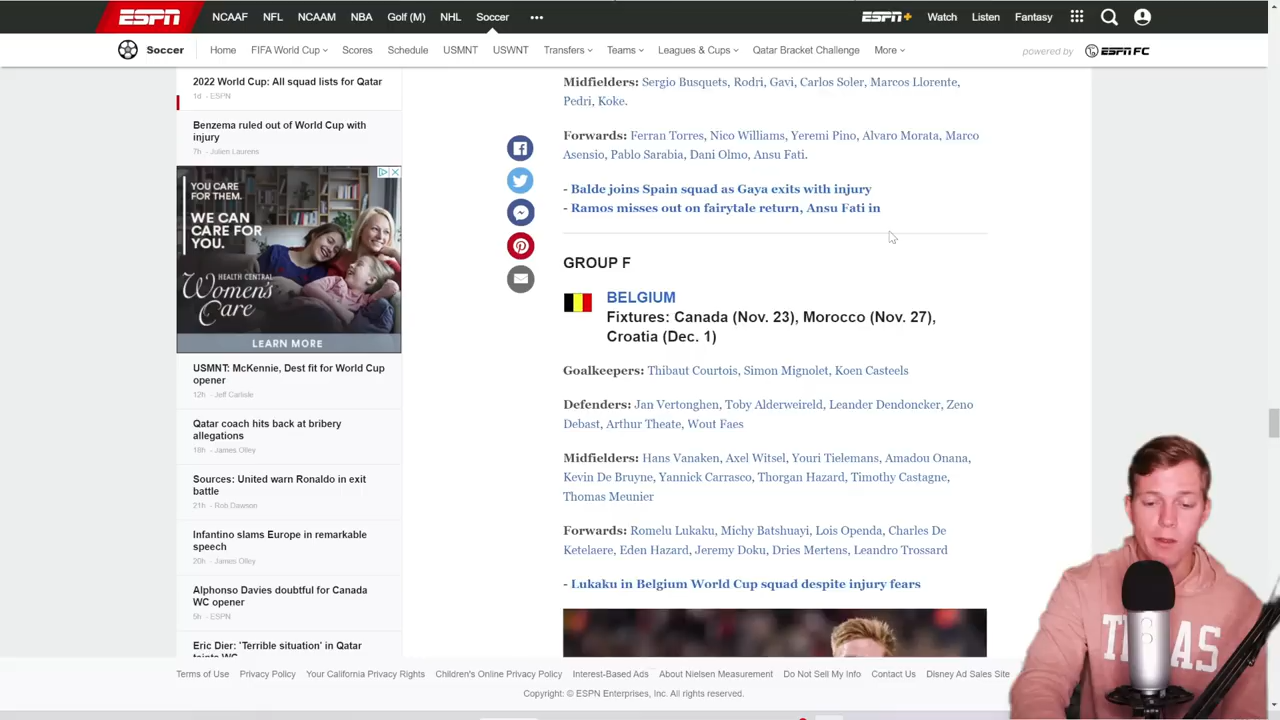 ESPN NCAAF NFL NCAAM NBA Golf (M) NHL Soccer ••• ESPN+ Watch Listen Fantasy
Soccer Home FIFA World Cup Scores Schedule USMNT USWNT Transfers Teams Leagues & Cups Qatar Bracket Challenge More powered by ESPN FC
2022 World Cup: All squad lists for Qatar
1d - ESPN
Benzema ruled out of World Cup with
injury
7h - Julien Laurens
YOU CARE
FOR THEM.
WE CAN
CARE FOR
YOU.
HEALTH CENTRAL
Women's
Care
LEARN MORE
USMNT: McKennie, Dest fit for World Cup
opener
12h - Jeff Carlisle
Qatar coach hits back at bribery
allegations
18h - James Olley
Sources: United warn Ronaldo in exit
battle
21h - Rob Dawson
Infantino slams Europe in remarkable
speech
20h - James Olley
Alphonso Davies doubtful for Canada
WC opener
5h - ESPN
Eric Dier: 'Terrible situation' in Qatar
Midfielders: Sergio Busquets, Rodri, Gavi, Carlos Soler, Marcos Llorente,
Pedri, Koke.
Forwards: Ferran Torres, Nico Williams, Yeremi Pino, Alvaro Morata, Marco
Asensio, Pablo Sarabia, Dani Olmo, Ansu Fati.
- Balde joins Spain squad as Gaya exits with injury
- Ramos misses out on fairytale return, Ansu Fati in
GROUP F
BELGIUM
Fixtures: Canada (Nov. 23), Morocco (Nov. 27),
Croatia (Dec. 1)
Goalkeepers: Thibaut Courtois, Simon Mignolet, Koen Casteels
Defenders: Jan Vertonghen, Toby Alderweireld, Leander Dendoncker, Zeno
Debast, Arthur Theate, Wout Faes
Midfielders: Hans Vanaken, Axel Witsel, Youri Tielemans, Amadou Onana,
Kevin De Bruyne, Yannick Carrasco, Thorgan Hazard, Timothy Castagne,
Thomas Meunier
Forwards: Romelu Lukaku, Michy Batshuayi, Lois Openda, Charles De
Ketelaere, Eden Hazard, Jeremy Doku, Dries Mertens, Leandro Trossard
- Lukaku in Belgium World Cup squad despite injury fears
Terms of Use Privacy Policy Your California Privacy Rights Children's Online Privacy Policy Interest-Based Ads About Nielsen Measurement Do Not Sell My Info Contact Us Disney Ad Sales Site
Copyright: © ESPN Enterprises, Inc. All rights reserved.